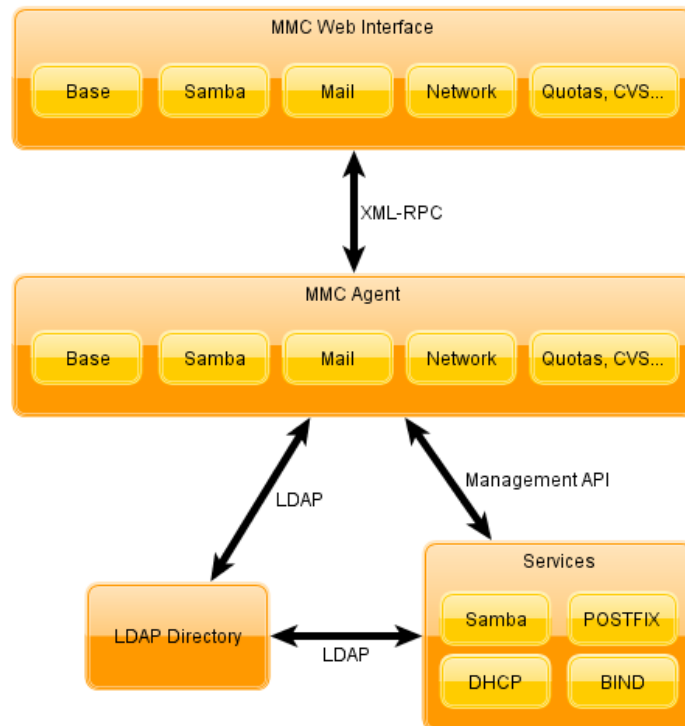 MMC Web Interface
Base
Samba
Mail
Network
Quotas, CVS...
XML-RPC
MMC Agent
Base
Samba
Mail
Network
Quotas, CVS...
LDAP
Management API
LDAP Directory
LDAP
Services
Samba
POSTFIX
DHCP
BIND